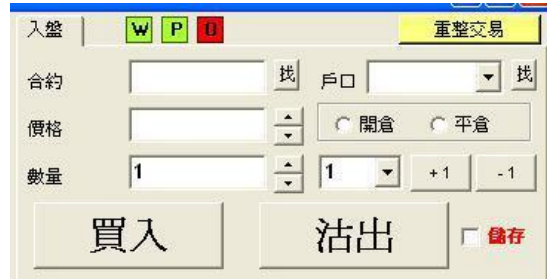 入盤 W P O 重整交易
合約 找 戶口 找
價格 開倉 平倉
數量 1 1 +1 -1
買入 沽出 儲存